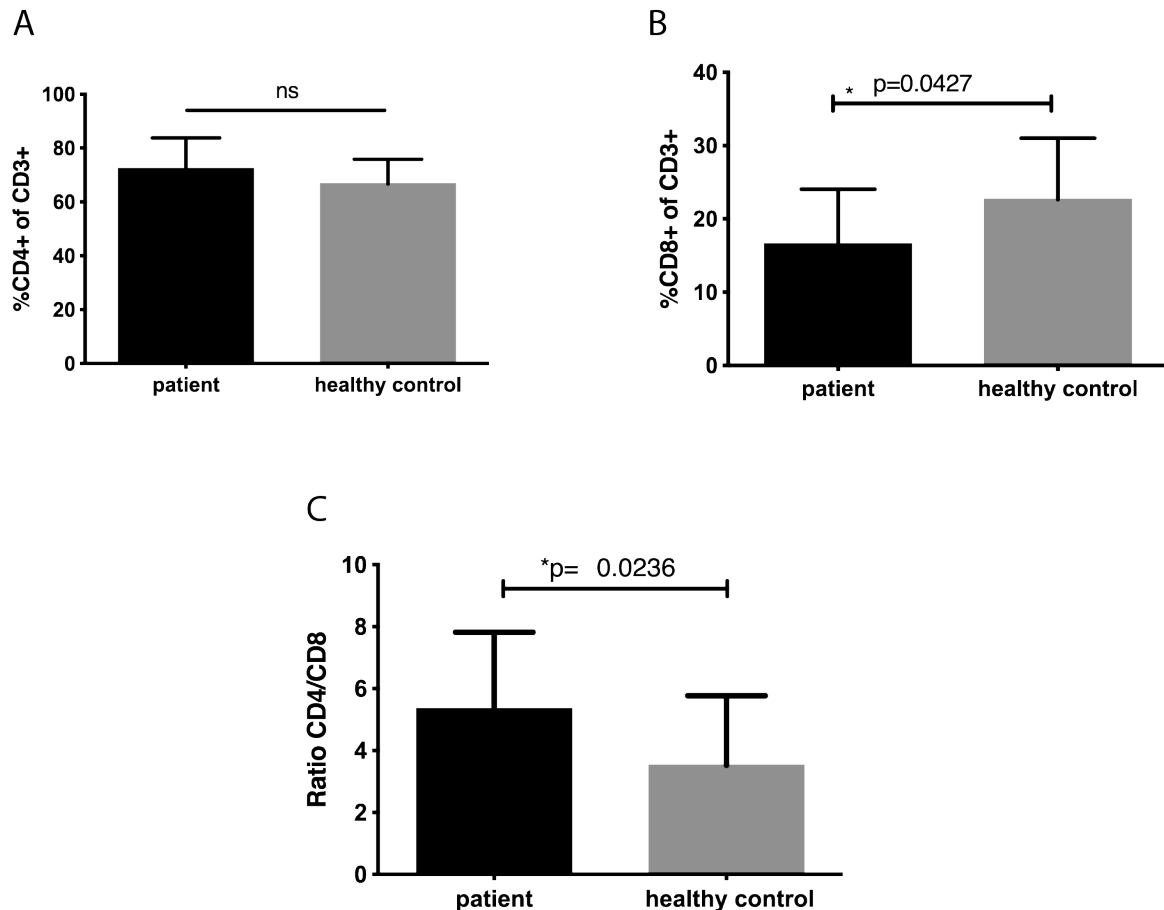 A
%CD4+ of CD3+
100
80
60
40
20
0
ns
patient
healthy control
B
%CD8+ of CD3+
40
30
20
10
0
* p=0.0427
patient
healthy control
C
Ratio CD4/CD8
10
8
6
4
2
0
*p= 0.0236
patient
healthy control